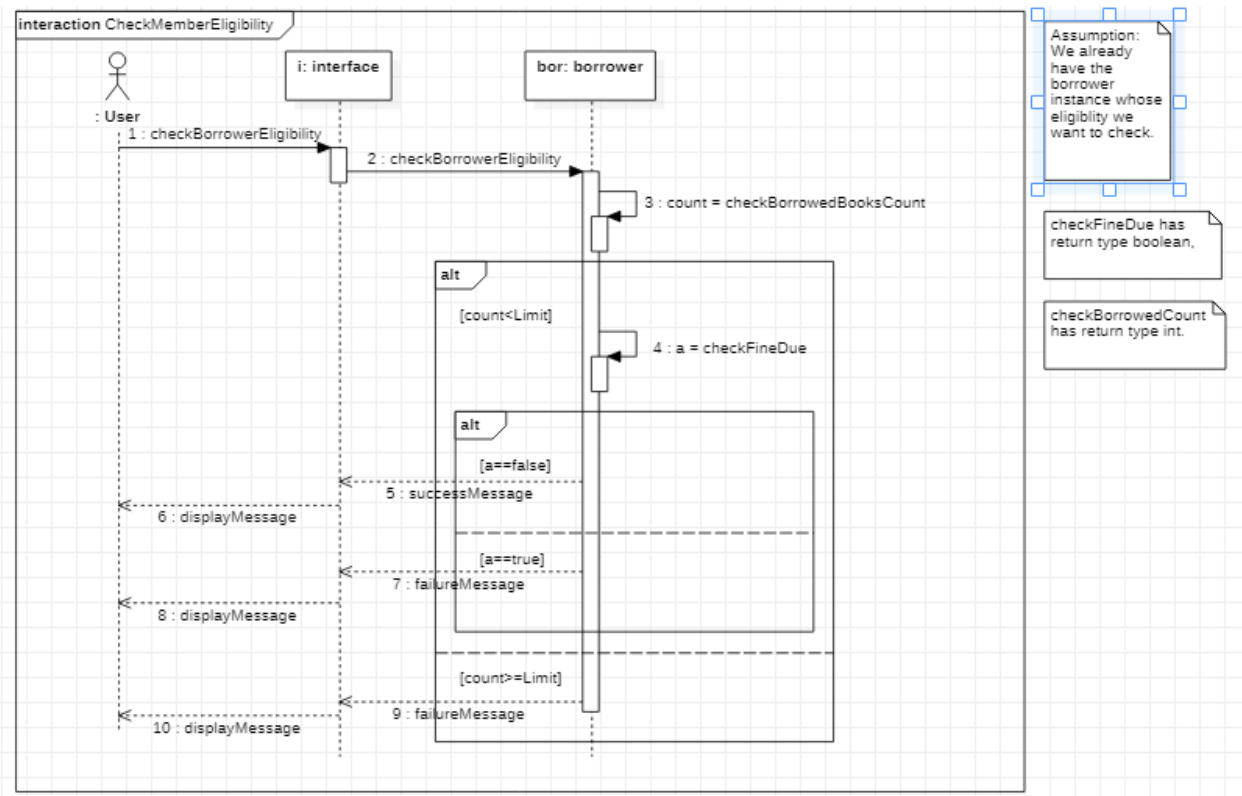 interaction CheckMemberEligibility
i: interface
bor: borrower
: User
1 : checkBorrowerEligibility
2 : checkBorrowerEligibility
3 : count = checkBorrowedBooksCount
alt
[count<Limit]
4 : a = checkFineDue
alt
[a==false]
5 : successMessage
6 : displayMessage
[a==true]
7 : failureMessage
8 : displayMessage
[count>=Limit]
9 : failureMessage
10 : displayMessage
Assumption:
We already
have the
borrower
instance whose
eligiblity we
want to check.
checkFineDue has
return type boolean,
checkBorrowedCount
has return type int.